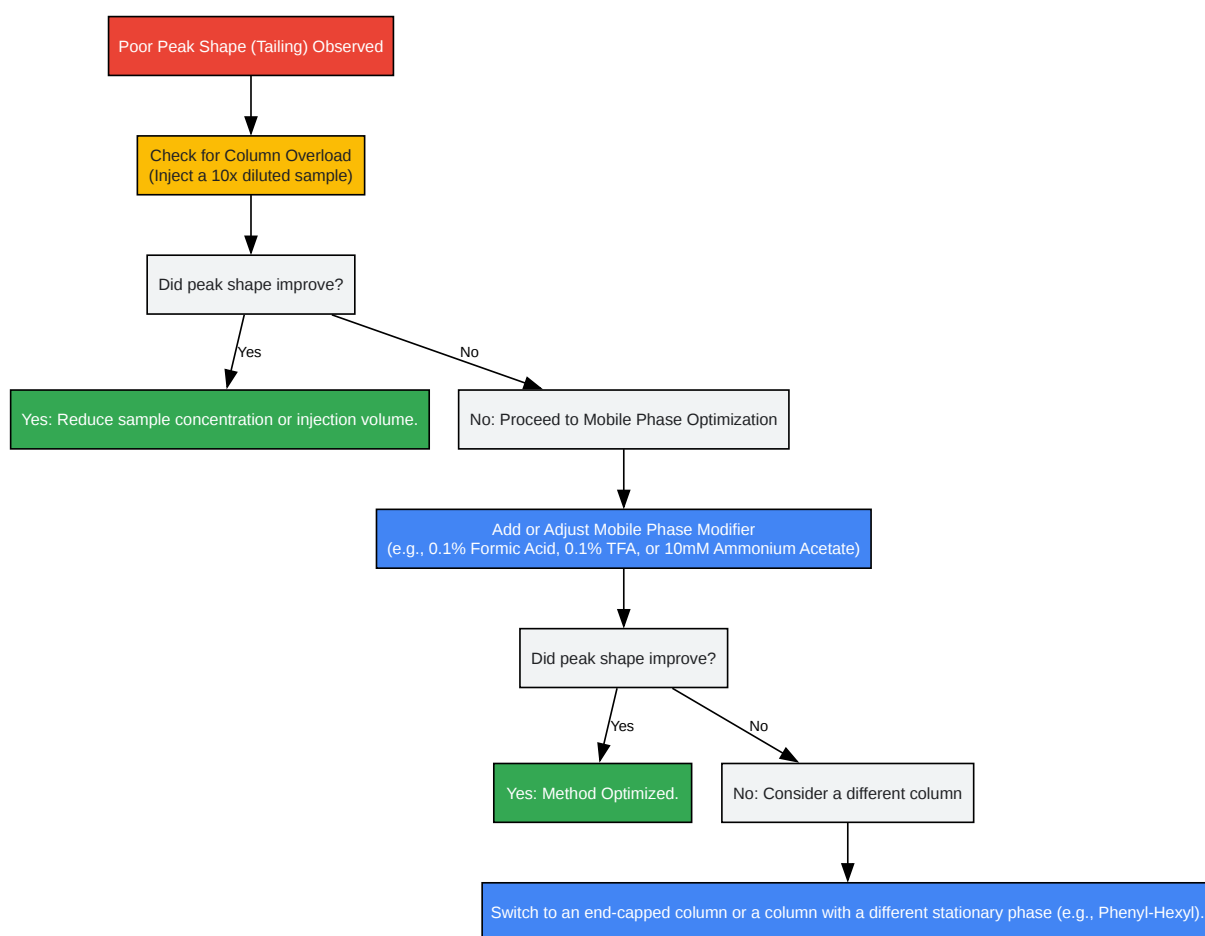 Poor Peak Shape (Tailing) Observed
Check for Column Overload
(Inject a 10x diluted sample)
Did peak shape improve?
Yes
No
Yes: Reduce sample concentration or injection volume.
No: Proceed to Mobile Phase Optimization
Add or Adjust Mobile Phase Modifier
(e.g., 0.1% Formic Acid, 0.1% TFA, or 10mM Ammonium Acetate)
Did peak shape improve?
Yes
No
Yes: Method Optimized.
No: Consider a different column
Switch to an end-capped column or a column with a different stationary phase (e.g., Phenyl-Hexyl).